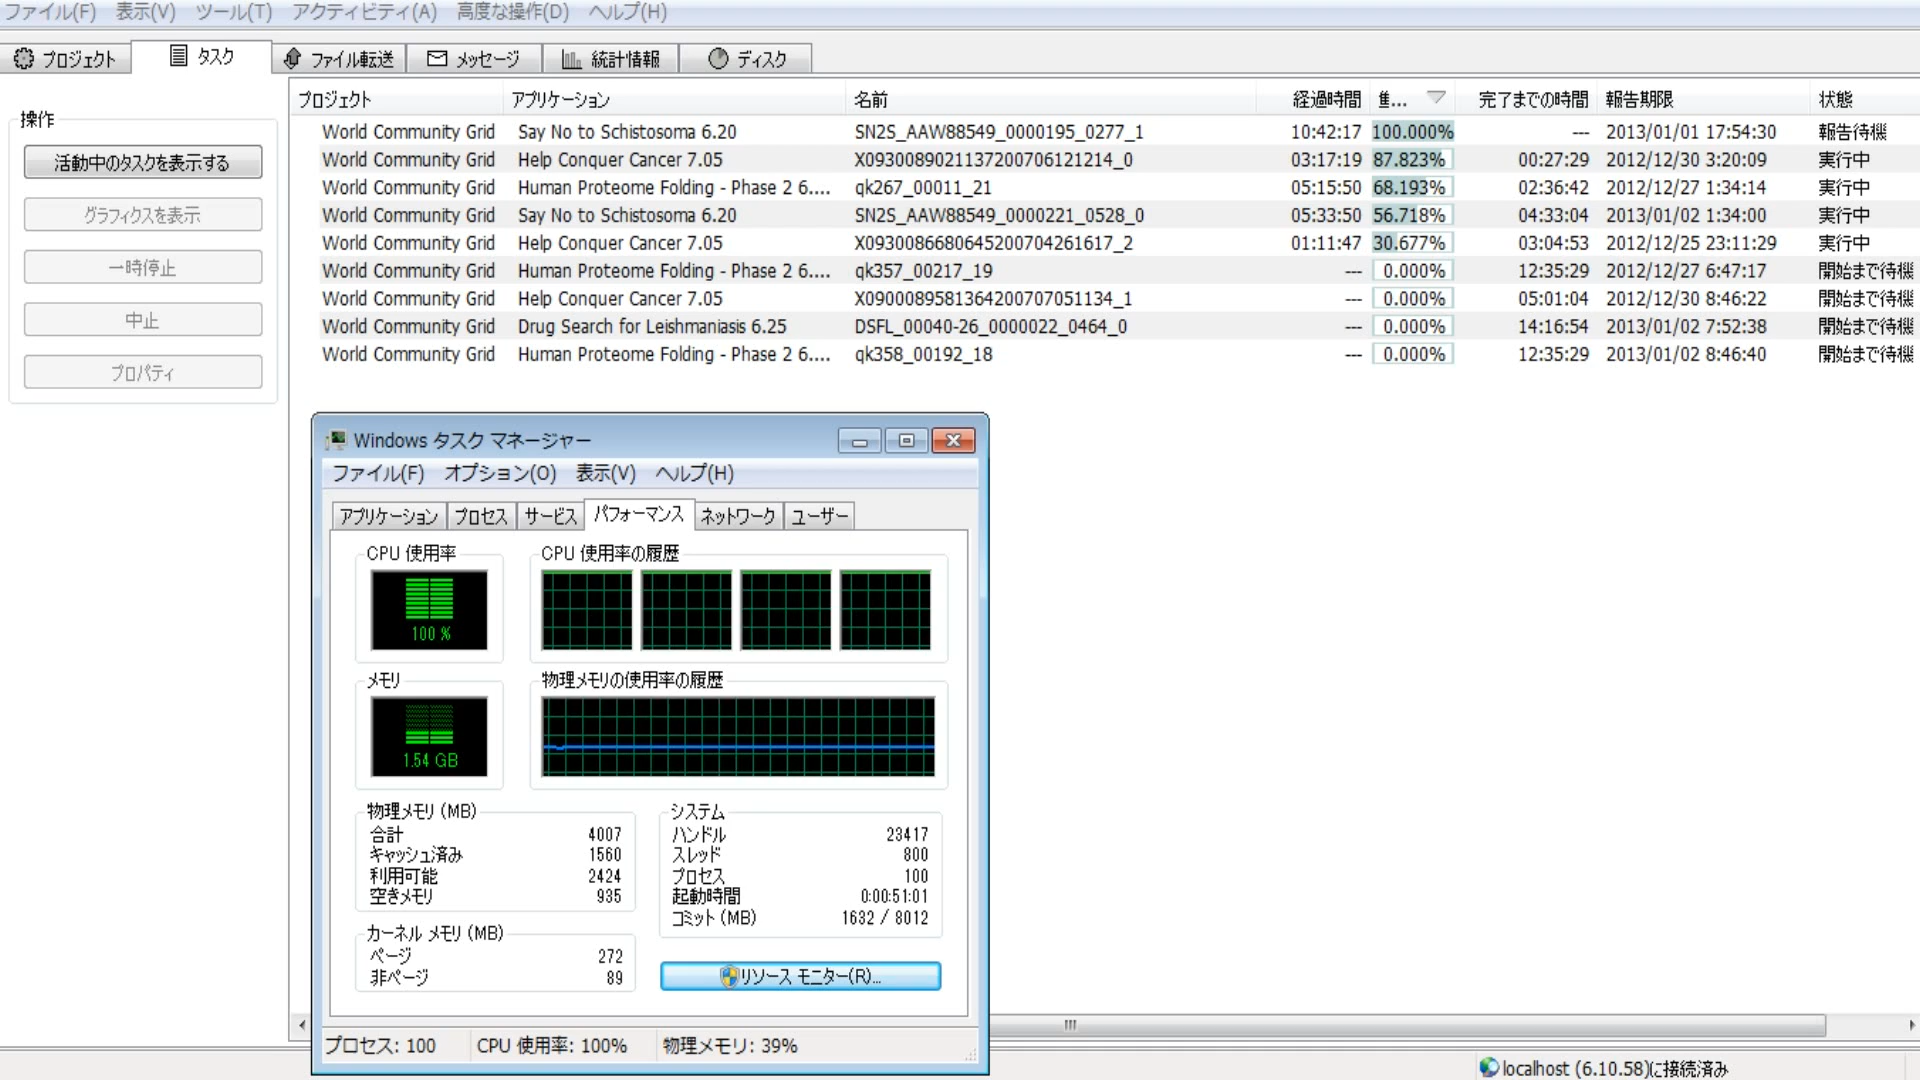 ファイル(F) 表示(V) ツール(T) アクティビティ(A) 高度な操作(D) ヘルプ(H)
プロジェクト タスク ファイル転送 メッセージ 統計情報 ディスク
操作
活動中のタスクを表示する
グラフィクスを表示
一時停止
中止
プロパティ
プロジェクト アプリケーション 名前 経過時間 進... 完了までの時間 報告期限 状態
World Community Grid Say No to Schistosoma 6.20 SN2S_AAW88549_0000195_0277_1 10:42:17 100.000% --- 2013/01/01 17:54:30 報告待機
World Community Grid Help Conquer Cancer 7.05 X0930089021137200706121214_0 03:17:19 87.823% 00:27:29 2012/12/30 3:20:09 実行中
World Community Grid Human Proteome Folding - Phase 2 6.... qk267_00011_21 05:15:50 68.193% 02:36:42 2012/12/27 1:34:14 実行中
World Community Grid Say No to Schistosoma 6.20 SN2S_AAW88549_0000221_0528_0 05:33:50 56.718% 04:33:04 2013/01/02 1:34:00 実行中
World Community Grid Help Conquer Cancer 7.05 X0930086680645200704261617_2 01:11:47 30.677% 03:04:53 2012/12/25 23:11:29 実行中
World Community Grid Human Proteome Folding - Phase 2 6.... qk357_00217_19 --- 0.000% 12:35:29 2012/12/27 6:47:17 開始まで待機
World Community Grid Help Conquer Cancer 7.05 X0900089581364200707051134_1 --- 0.000% 05:01:04 2012/12/30 8:46:22 開始まで待機
World Community Grid Drug Search for Leishmaniasis 6.25 DSFL_00040-26_0000022_0464_0 --- 0.000% 14:16:54 2013/01/02 7:52:38 開始まで待機
World Community Grid Human Proteome Folding - Phase 2 6.... qk358_00192_18 --- 0.000% 12:35:29 2013/01/02 8:46:40 開始まで待機
Windows タスク マネージャー
ファイル(F) オプション(O) 表示(V) ヘルプ(H)
アプリケーション プロセス サービス パフォーマンス ネットワーク ユーザー
CPU 使用率 CPU 使用率の履歴
100 %
メモリ 物理メモリの使用率の履歴
1.54 GB
物理メモリ (MB)
合計 4007
キャッシュ済み 1560
利用可能 2424
空きメモリ 935
カーネル メモリ (MB)
ページ 272
非ページ 89
システム
ハンドル 23417
スレッド 800
プロセス 100
起動時間 0:00:51:01
コミット (MB) 1632 / 8012
リソース モニター(R)...
プロセス: 100 CPU 使用率: 100% 物理メモリ: 39%
localhost (6.10.58)に接続済み